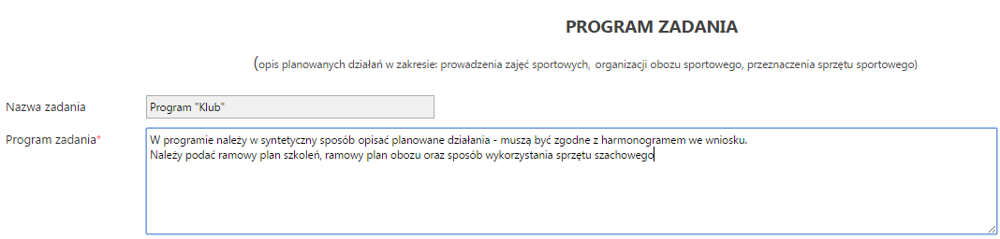 PROGRAM ZADANIA
(opis planowanych działań w zakresie: prowadzenia zajęć sportowych, organizacji obozu sportowego, przeznaczenia sprzętu sportowego)
Nazwa zadania
Program "Klub"
Program zadania*
W programie należy w syntetyczny sposób opisać planowane działania - muszą być zgodne z harmonogramem we wniosku.
Należy podać ramowy plan szkoleń, ramowy plan obozu oraz sposób wykorzystania sprzętu szachowego